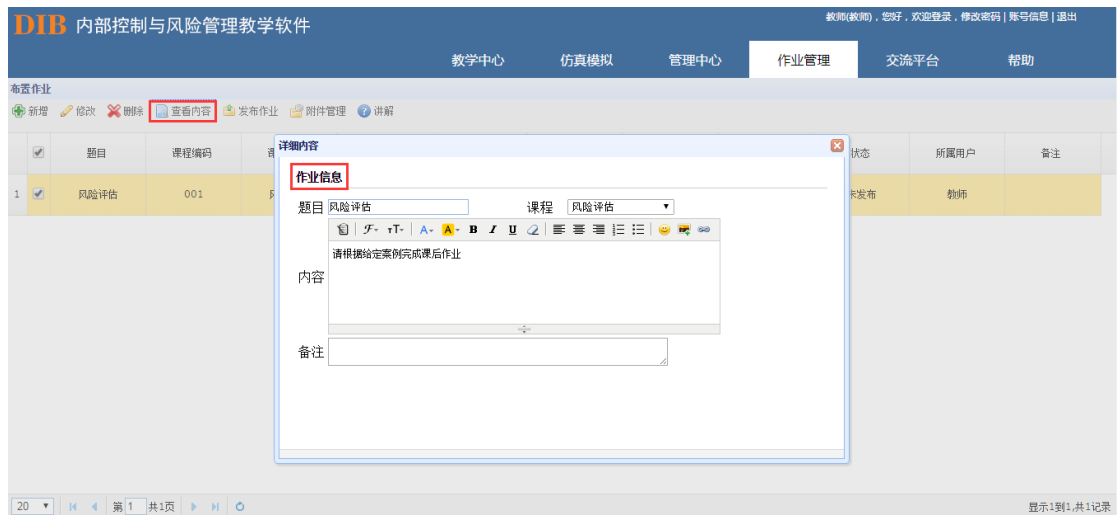 DIB 内部控制与风险管理教学软件
教师(教师)，您好，欢迎登录，修改密码 | 账号信息 | 退出
教学中心 仿真模拟 管理中心 作业管理 交流平台 帮助
布置作业
新增 修改 删除 查看内容 发布作业 附件管理 讲解
题目 课程编码 状态 所属用户 备注
1 风险评估 001 未发布 教师
详细内容
作业信息
题目 风险评估 课程 风险评估
请根据给定案例完成课后作业
内容
备注
20 第 1 共1页 显示1到1,共1记录